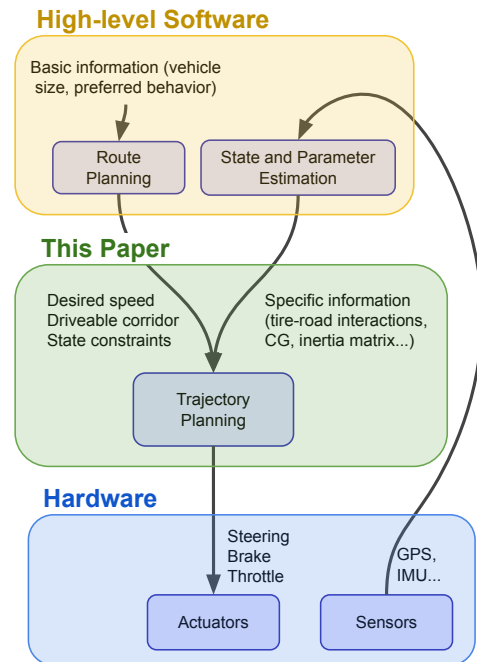 High-level Software
Basic information (vehicle
size, preferred behavior)
Route
Planning
State and Parameter
Estimation
This Paper
Desired speed
Driveable corridor
State constraints
Specific information
(tire-road interactions,
CG, inertia matrix...)
Trajectory
Planning
Hardware
Steering
Brake
Throttle
GPS,
IMU...
Actuators
Sensors